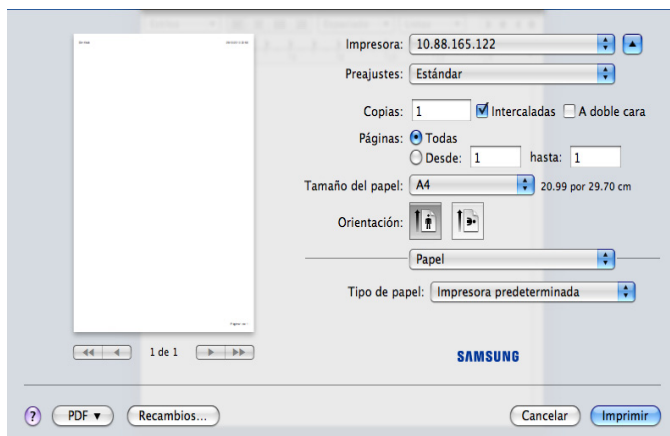 Impresora: 10.88.165.122
Preajustes: Estándar
Copias: 1 Intercaladas A doble cara
Páginas: Todas
Desde: 1 hasta: 1
Tamaño del papel: A4 20.99 por 29.70 cm
Orientación:
Papel
Tipo de papel: Impresora predeterminada
1 de 1
SAMSUNG
? PDF Recambios... Cancelar Imprimir